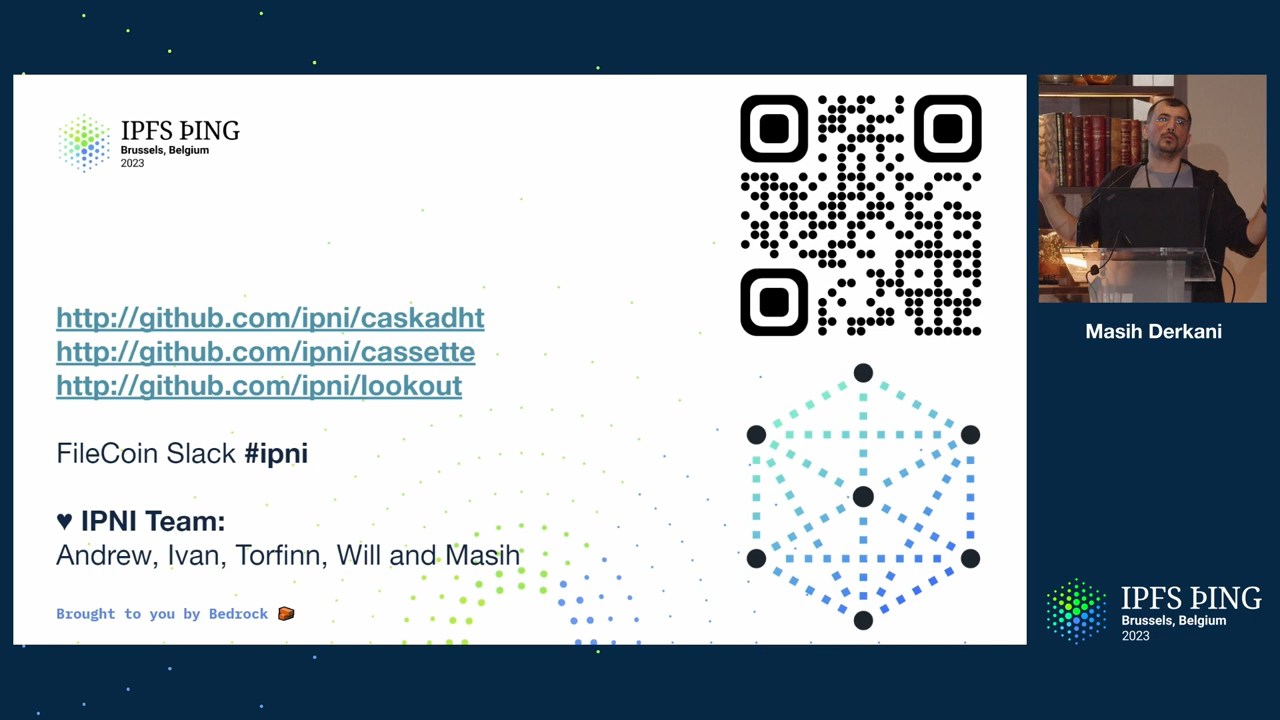 IPFS ÞING
Brussels, Belgium
2023
http://github.com/ipni/caskadht
http://github.com/ipni/cassette
http://github.com/ipni/lookout
FileCoin Slack #ipni
♥ IPNI Team:
Andrew, Ivan, Torfinn, Will and Masih
Brought to you by Bedrock
Masih Derkani
IPFS ÞING
Brussels, Belgium
2023